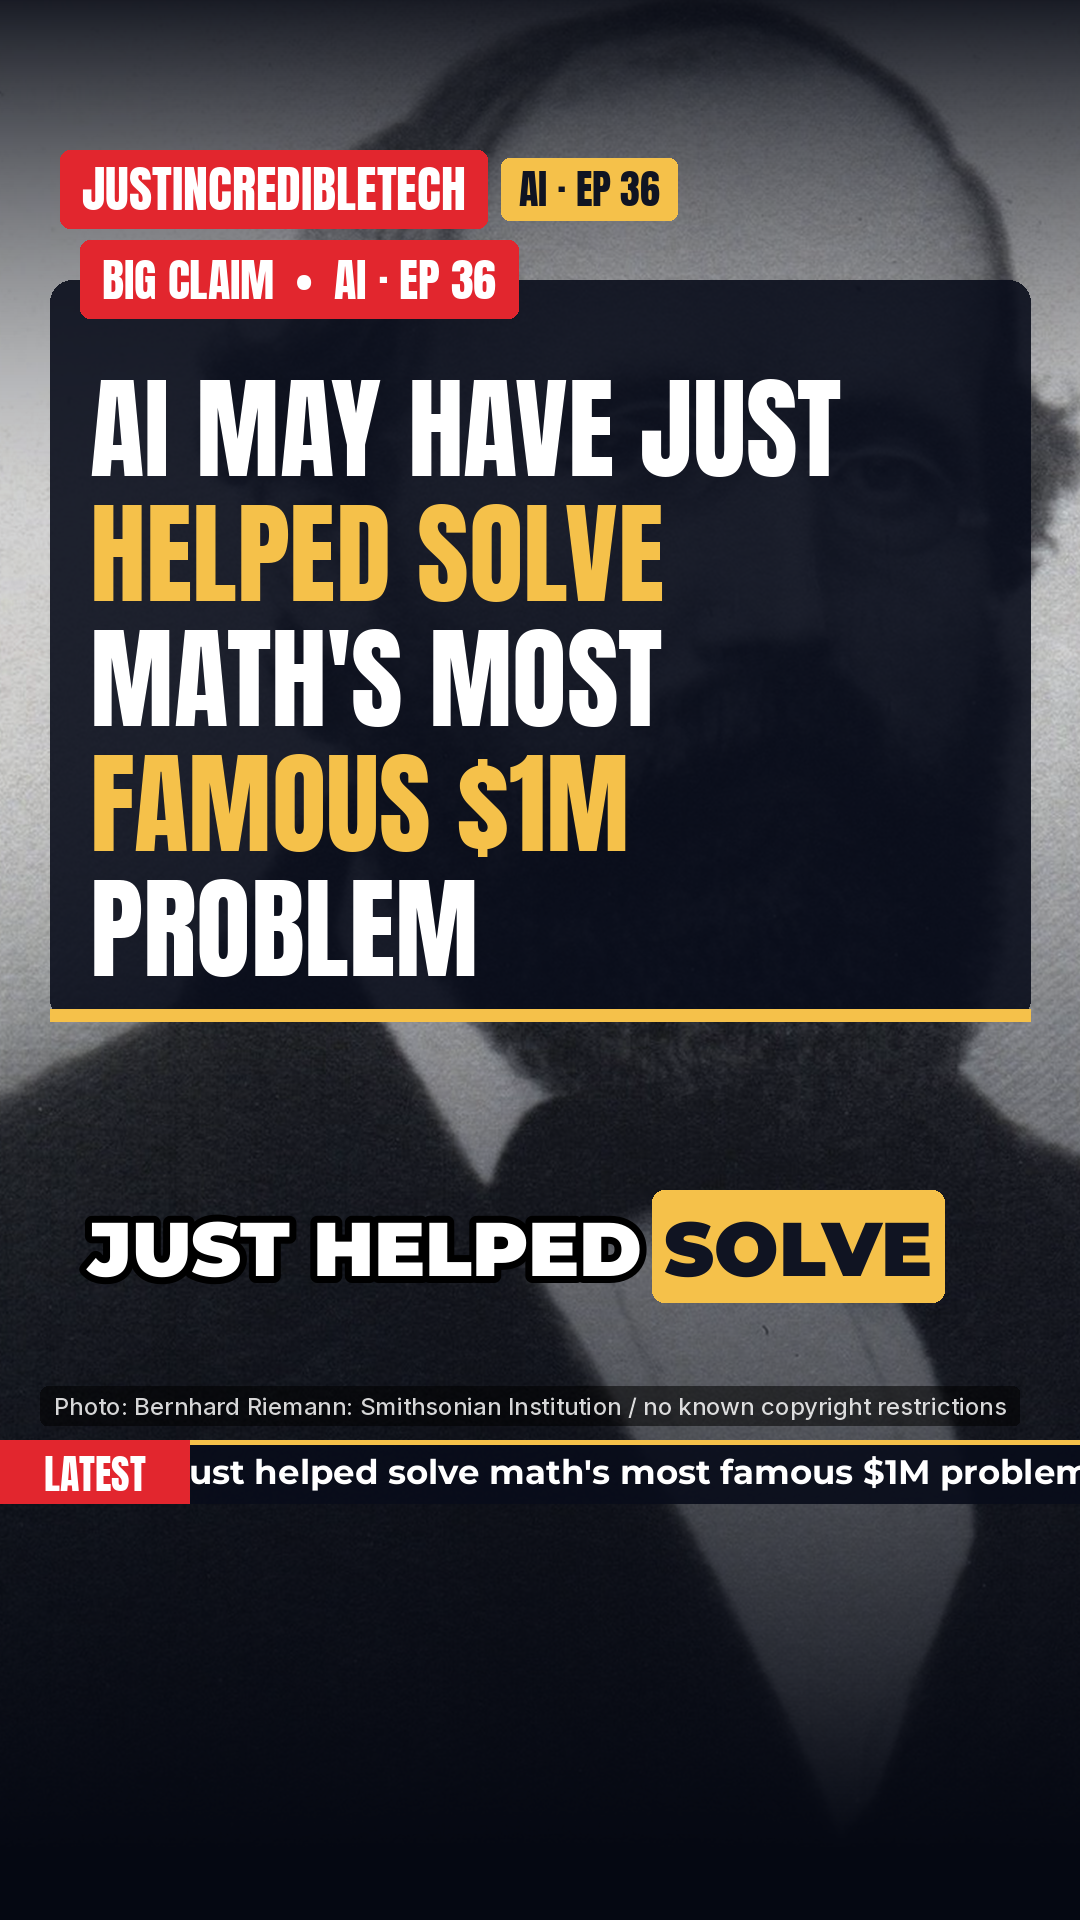 JUSTINCREDIBLETECH
AI · EP 36
BIG CLAIM • AI · EP 36
AI MAY HAVE JUST
HELPED SOLVE
MATH'S MOST
FAMOUS $1M
PROBLEM
JUST HELPED SOLVE
Photo: Bernhard Riemann: Smithsonian Institution / no known copyright restrictions
LATEST
ust helped solve math's most famous $1M problem